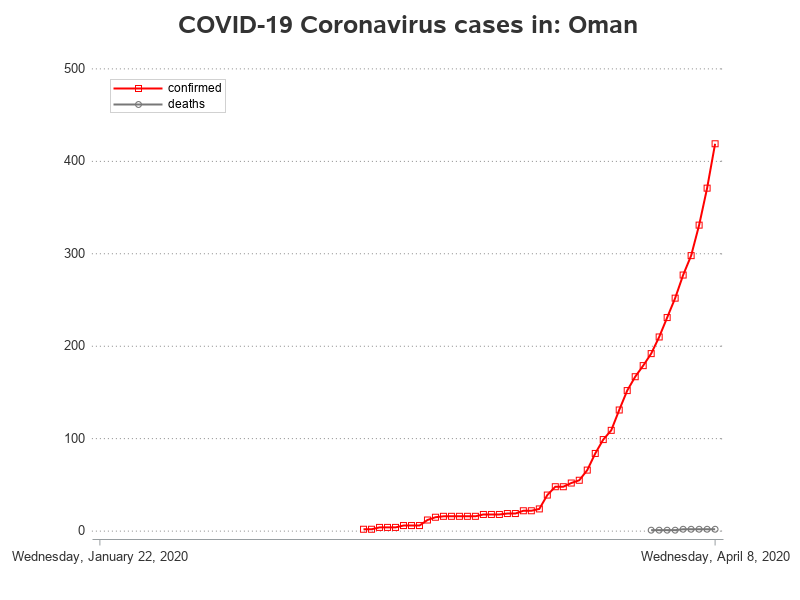 COVID-19 Coronavirus cases in: Oman
500
confirmed
deaths
400
300
200
100
0
Wednesday, January 22, 2020 Wednesday, April 8, 2020